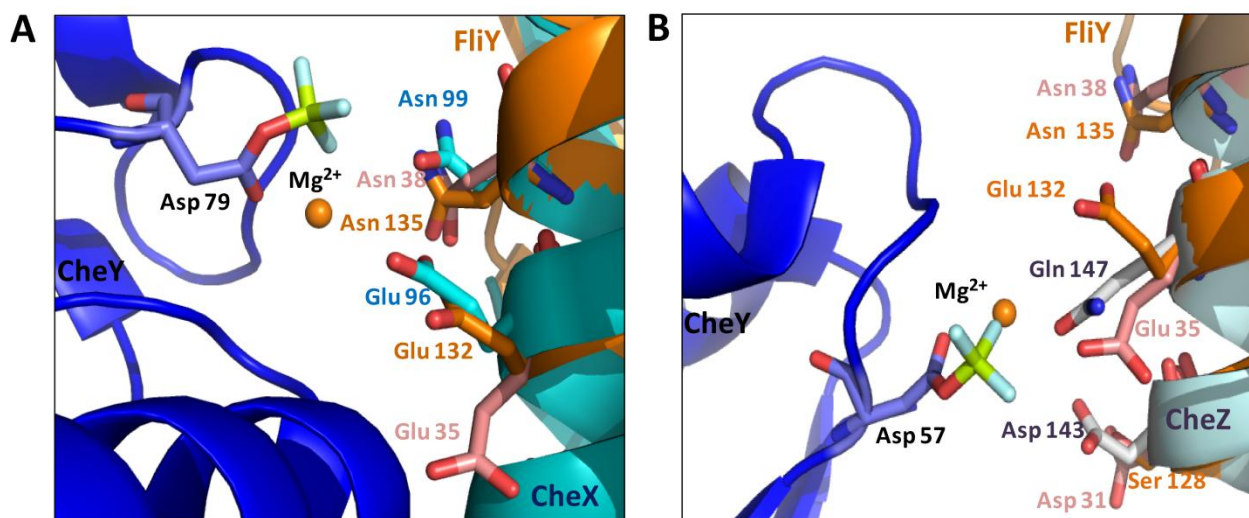 A
FliY
Asn 99
Mg2+
Asn 38
Asp 79
Asn 135
CheY
Glu 96
Glu 132
Glu 35
CheX
B
FliY
Asn 38
Asn 135
Glu 132
Gln 147
Mg2+
CheY
Glu 35
Asp 57
Asp 143
CheZ
Ser 128
Asp 31